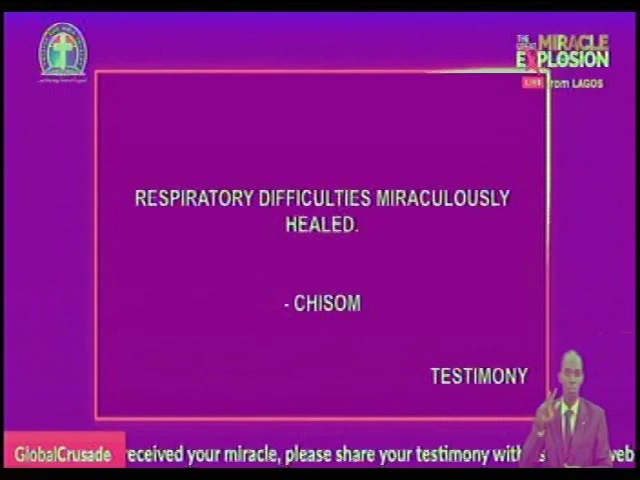 THE GREAT MIRACLE
EXPLOSION
LIVE from LAGOS
RESPIRATORY DIFFICULTIES MIRACULOUSLY
HEALED.
- CHISOM
TESTIMONY
GlobalCrusade received your miracle, please share your testimony with web